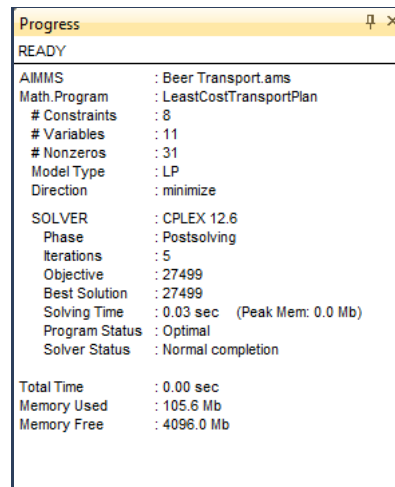 Progress
READY
AIMMS : Beer Transport.ams
Math.Program : LeastCostTransportPlan
# Constraints : 8
# Variables : 11
# Nonzeros : 31
Model Type : LP
Direction : minimize
SOLVER : CPLEX 12.6
Phase : Postsolving
Iterations : 5
Objective : 27499
Best Solution : 27499
Solving Time : 0.03 sec (Peak Mem: 0.0 Mb)
Program Status : Optimal
Solver Status : Normal completion
Total Time : 0.00 sec
Memory Used : 105.6 Mb
Memory Free : 4096.0 Mb